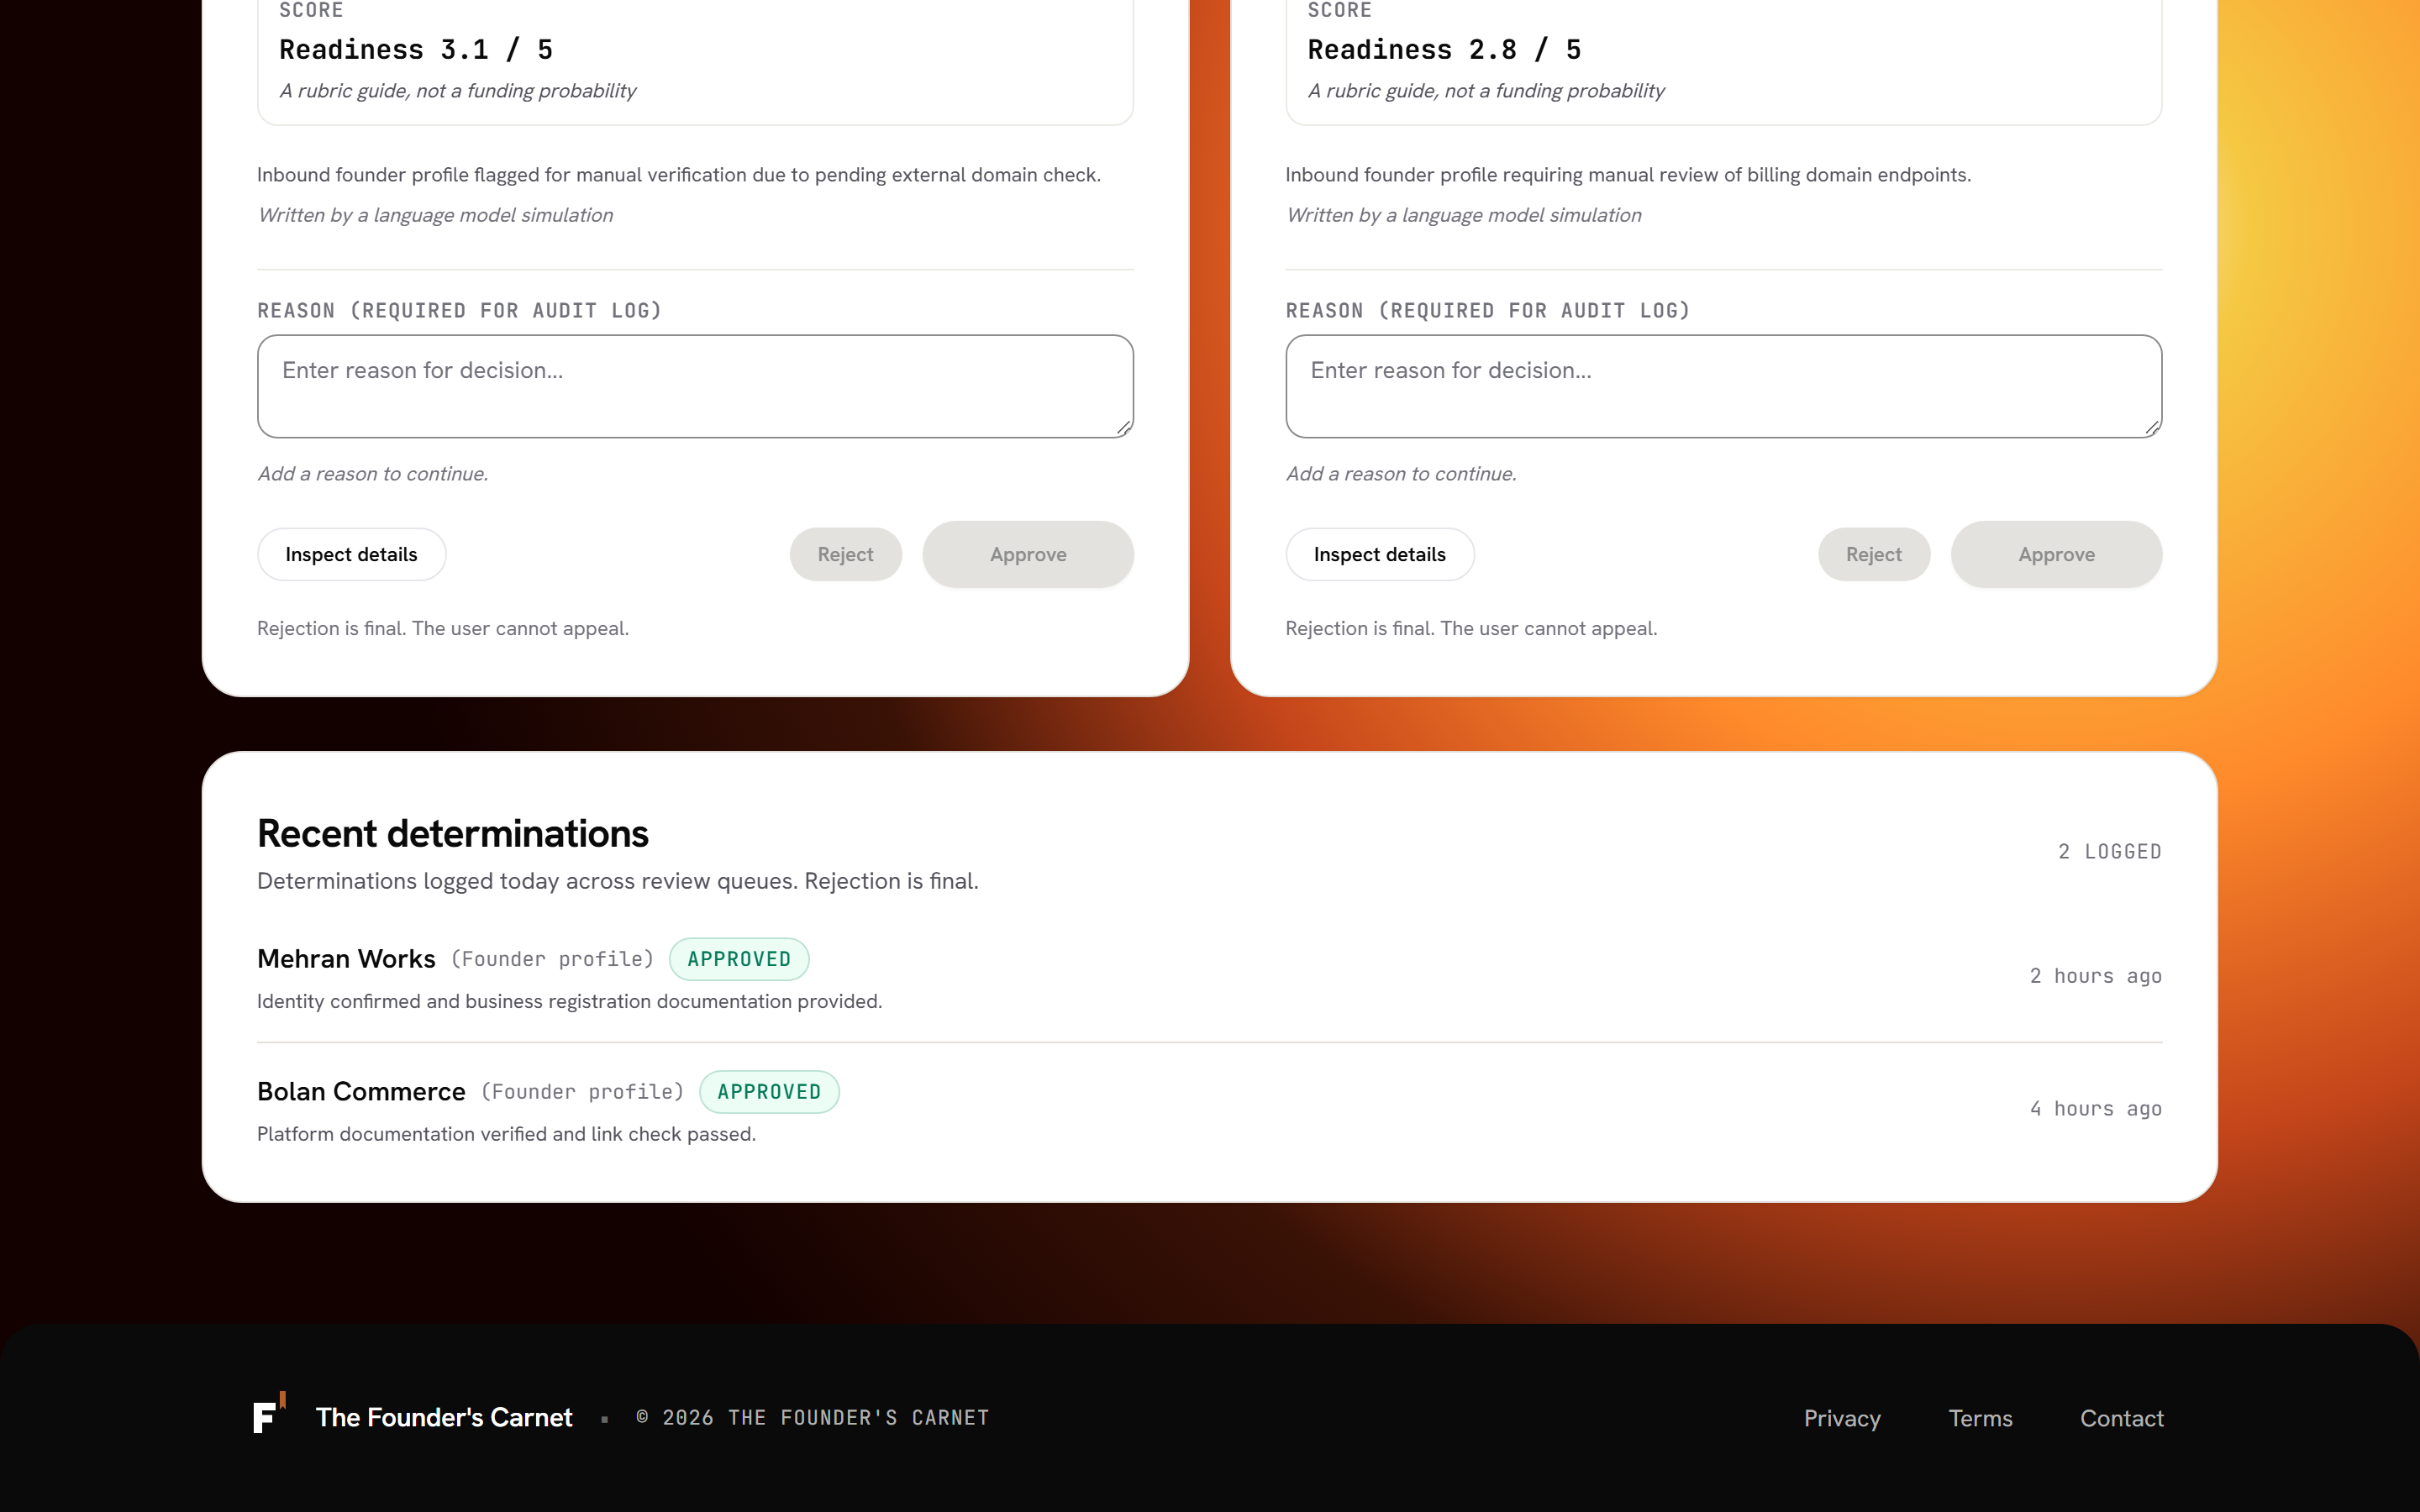 SCORE
Readiness 3.1 / 5
A rubric guide, not a funding probability
Inbound founder profile flagged for manual verification due to pending external domain check.
Written by a language model simulation
REASON (REQUIRED FOR AUDIT LOG)
Enter reason for decision...
Add a reason to continue.
Inspect details
Reject
Approve
Rejection is final. The user cannot appeal.
SCORE
Readiness 2.8 / 5
A rubric guide, not a funding probability
Inbound founder profile requiring manual review of billing domain endpoints.
Written by a language model simulation
REASON (REQUIRED FOR AUDIT LOG)
Enter reason for decision...
Add a reason to continue.
Inspect details
Reject
Approve
Rejection is final. The user cannot appeal.
Recent determinations
2 LOGGED
Determinations logged today across review queues. Rejection is final.
Mehran Works (Founder profile) APPROVED
2 hours ago
Identity confirmed and business registration documentation provided.
Bolan Commerce (Founder profile) APPROVED
4 hours ago
Platform documentation verified and link check passed.
F The Founder's Carnet ▪ © 2026 THE FOUNDER'S CARNET
Privacy Terms Contact